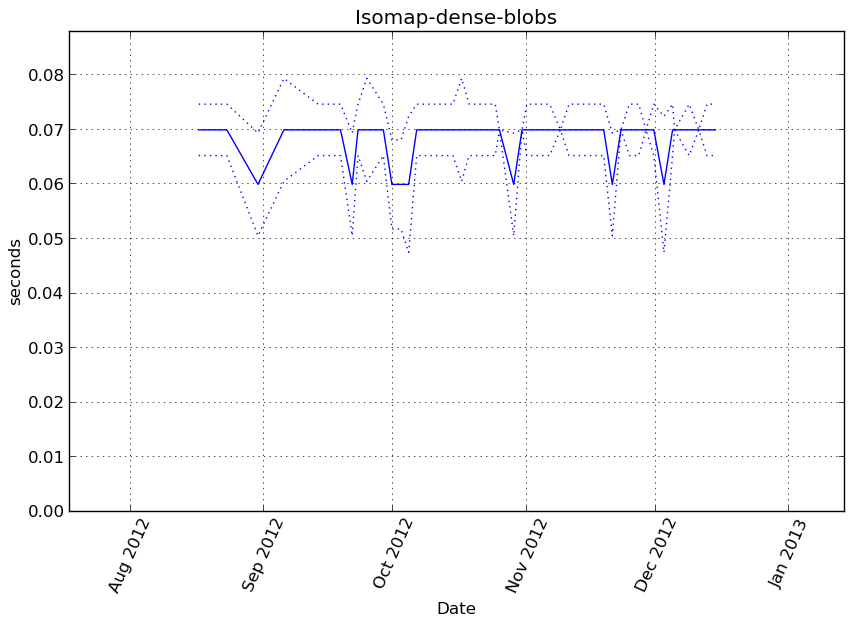 Isomap-dense-blobs
0.08
0.07
0.06
0.05
0.04
0.03
0.02
0.01
0.00
seconds
Aug 2012
Sep 2012
Oct 2012
Nov 2012
Dec 2012
Jan 2013
Date